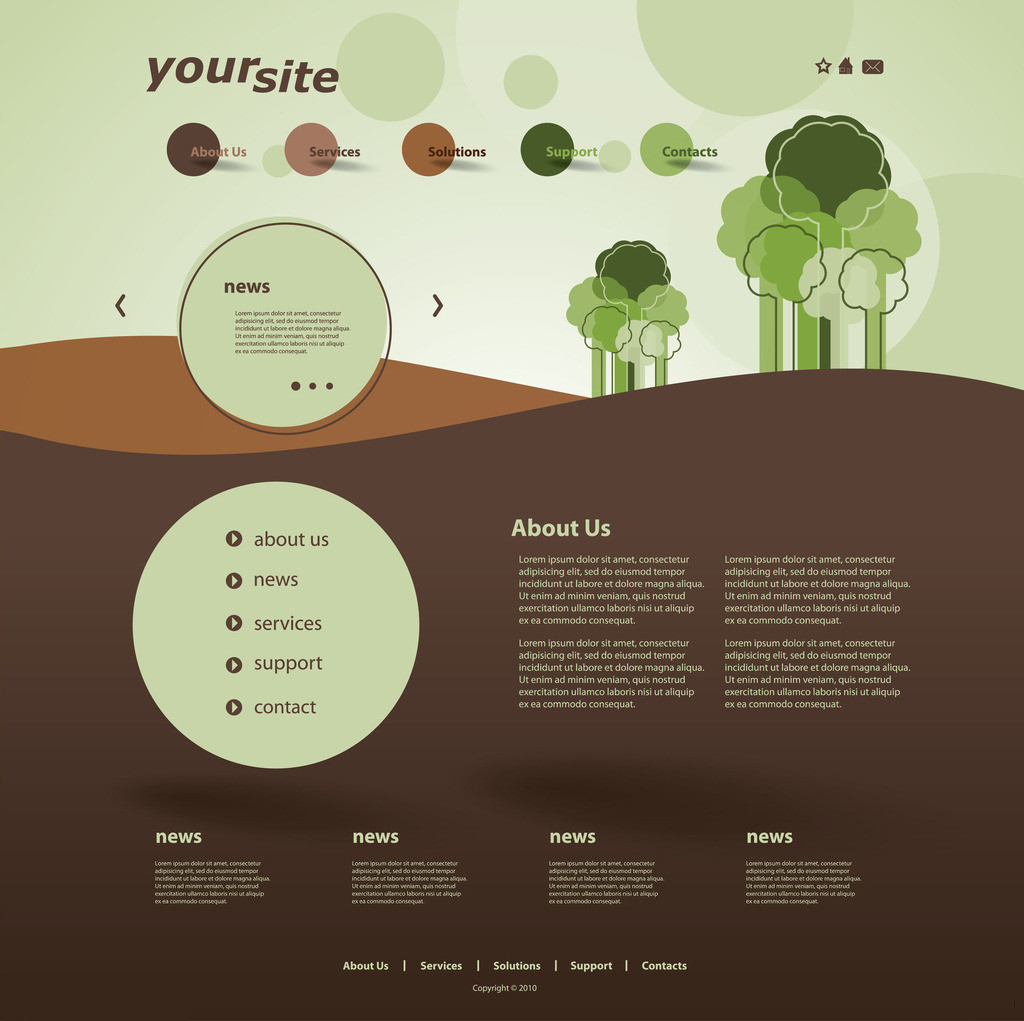 yoursite
About Us
Services
Solutions
Support
Contacts
news
Lorem ipsum dolor sit amet, consectetur
adipisicing elit, sed do eiusmod tempor
incididunt ut labore et dolore magna aliqua.
Ut enim ad minim veniam, quis nostrud
exercitation ullamco laboris nisi ut aliquip
ex ea commodo consequat.
about us
news
services
support
contact
About Us
Lorem ipsum dolor sit amet, consectetur
adipisicing elit, sed do eiusmod tempor
incididunt ut labore et dolore magna aliqua.
Ut enim ad minim veniam, quis nostrud
exercitation ullamco laboris nisi ut aliquip
ex ea commodo consequat.
Lorem ipsum dolor sit amet, consectetur
adipisicing elit, sed do eiusmod tempor
incididunt ut labore et dolore magna aliqua.
Ut enim ad minim veniam, quis nostrud
exercitation ullamco laboris nisi ut aliquip
ex ea commodo consequat.
Lorem ipsum dolor sit amet, consectetur
adipisicing elit, sed do eiusmod tempor
incididunt ut labore et dolore magna aliqua.
Ut enim ad minim veniam, quis nostrud
exercitation ullamco laboris nisi ut aliquip
ex ea commodo consequat.
Lorem ipsum dolor sit amet, consectetur
adipisicing elit, sed do eiusmod tempor
incididunt ut labore et dolore magna aliqua.
Ut enim ad minim veniam, quis nostrud
exercitation ullamco laboris nisi ut aliquip
ex ea commodo consequat.
news
Lorem ipsum dolor sit amet, consectetur
adipisicing elit, sed do eiusmod tempor
incididunt ut labore et dolore magna aliqua.
Ut enim ad minim veniam, quis nostrud
exercitation ullamco laboris nisi ut aliquip
ex ea commodo consequat.
news
Lorem ipsum dolor sit amet, consectetur
adipisicing elit, sed do eiusmod tempor
incididunt ut labore et dolore magna aliqua.
Ut enim ad minim veniam, quis nostrud
exercitation ullamco laboris nisi ut aliquip
ex ea commodo consequat.
news
Lorem ipsum dolor sit amet, consectetur
adipisicing elit, sed do eiusmod tempor
incididunt ut labore et dolore magna aliqua.
Ut enim ad minim veniam, quis nostrud
exercitation ullamco laboris nisi ut aliquip
ex ea commodo consequat.
news
Lorem ipsum dolor sit amet, consectetur
adipisicing elit, sed do eiusmod tempor
incididunt ut labore et dolore magna aliqua.
Ut enim ad minim veniam, quis nostrud
exercitation ullamco laboris nisi ut aliquip
ex ea commodo consequat.
About Us | Services | Solutions | Support | Contacts
Copyright © 2010